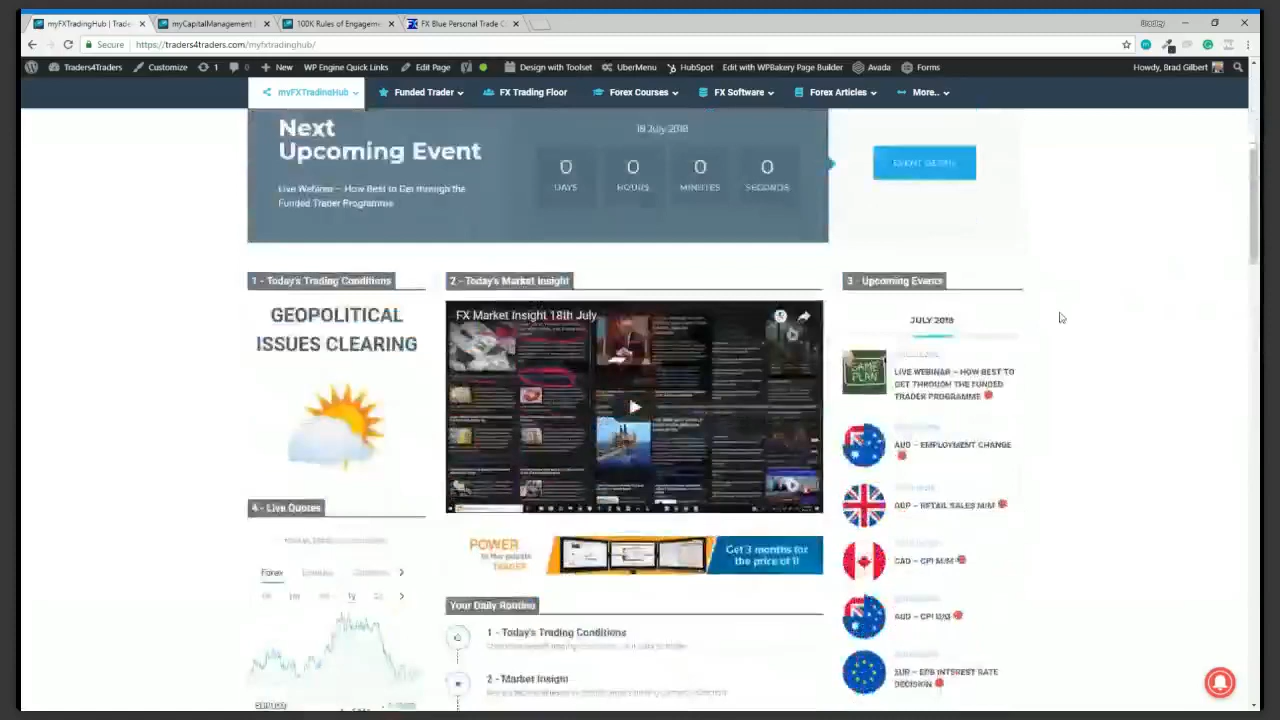 myFXTradingHub | Trade
myCapitalManagement |
100K Rules of Engageme
FX Blue Personal Trade C
Bradley
Secure
https://traders4traders.com/myfxtradinghub/
Traders4Traders
Customize
1
0
New
WP Engine Quick Links
Edit Page
Design with Toolset
UberMenu
HubSpot
Edit with WPBakery Page Builder
Avada
Forms
Howdy, Brad Gilbert
myFXTradingHub
Funded Trader
FX Trading Floor
Forex Courses
FX Software
Forex Articles
More..
Next
Upcoming Event
Live Webinar – How Best to Get through the
Funded Trader Programme
18 July 2018
0
0
0
0
DAYS
HOURS
MINUTES
SECONDS
1 - Today's Trading Conditions
GEOPOLITICAL
ISSUES CLEARING
2 - Today's Market Insight
FX Market Insight 18th July
3 - Upcoming Events
JULY 2018
GAME
PLAN
LIVE WEBINAR – HOW BEST TO
GET THROUGH THE FUNDED
TRADER PROGRAMME
AUD – EMPLOYMENT CHANGE
– RETAIL SALES M/M
CAD – CPI M/M
AUD – CPI
EUR – INTEREST RATE
DECISION
4 - Live Quotes
Forex
1y
POWER
TRADER
Get 3 months for
the price of 1!
Your Daily Routine
1 - Today's Trading Conditions
2 - Market Insight